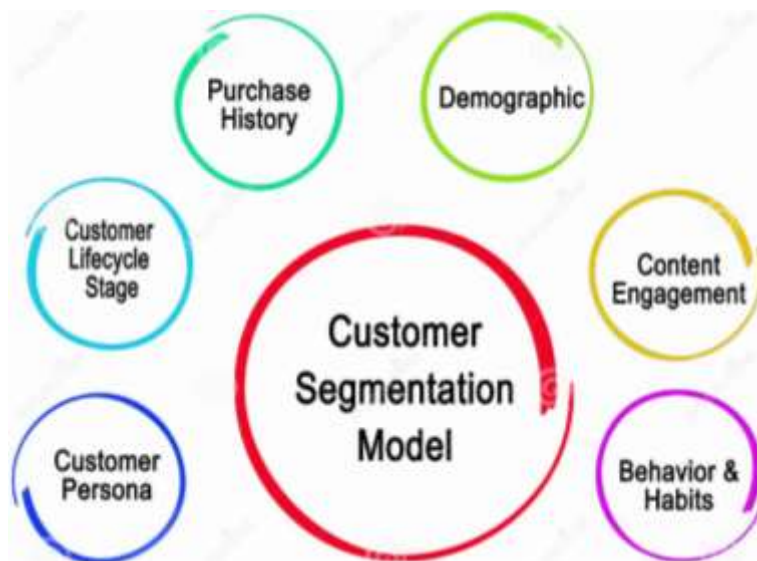 Purchase
History
Demographic
Customer
Lifecycle
Stage
Content
Engagement
Customer
Segmentation
Model
Customer
Persona
Behavior &
Habits